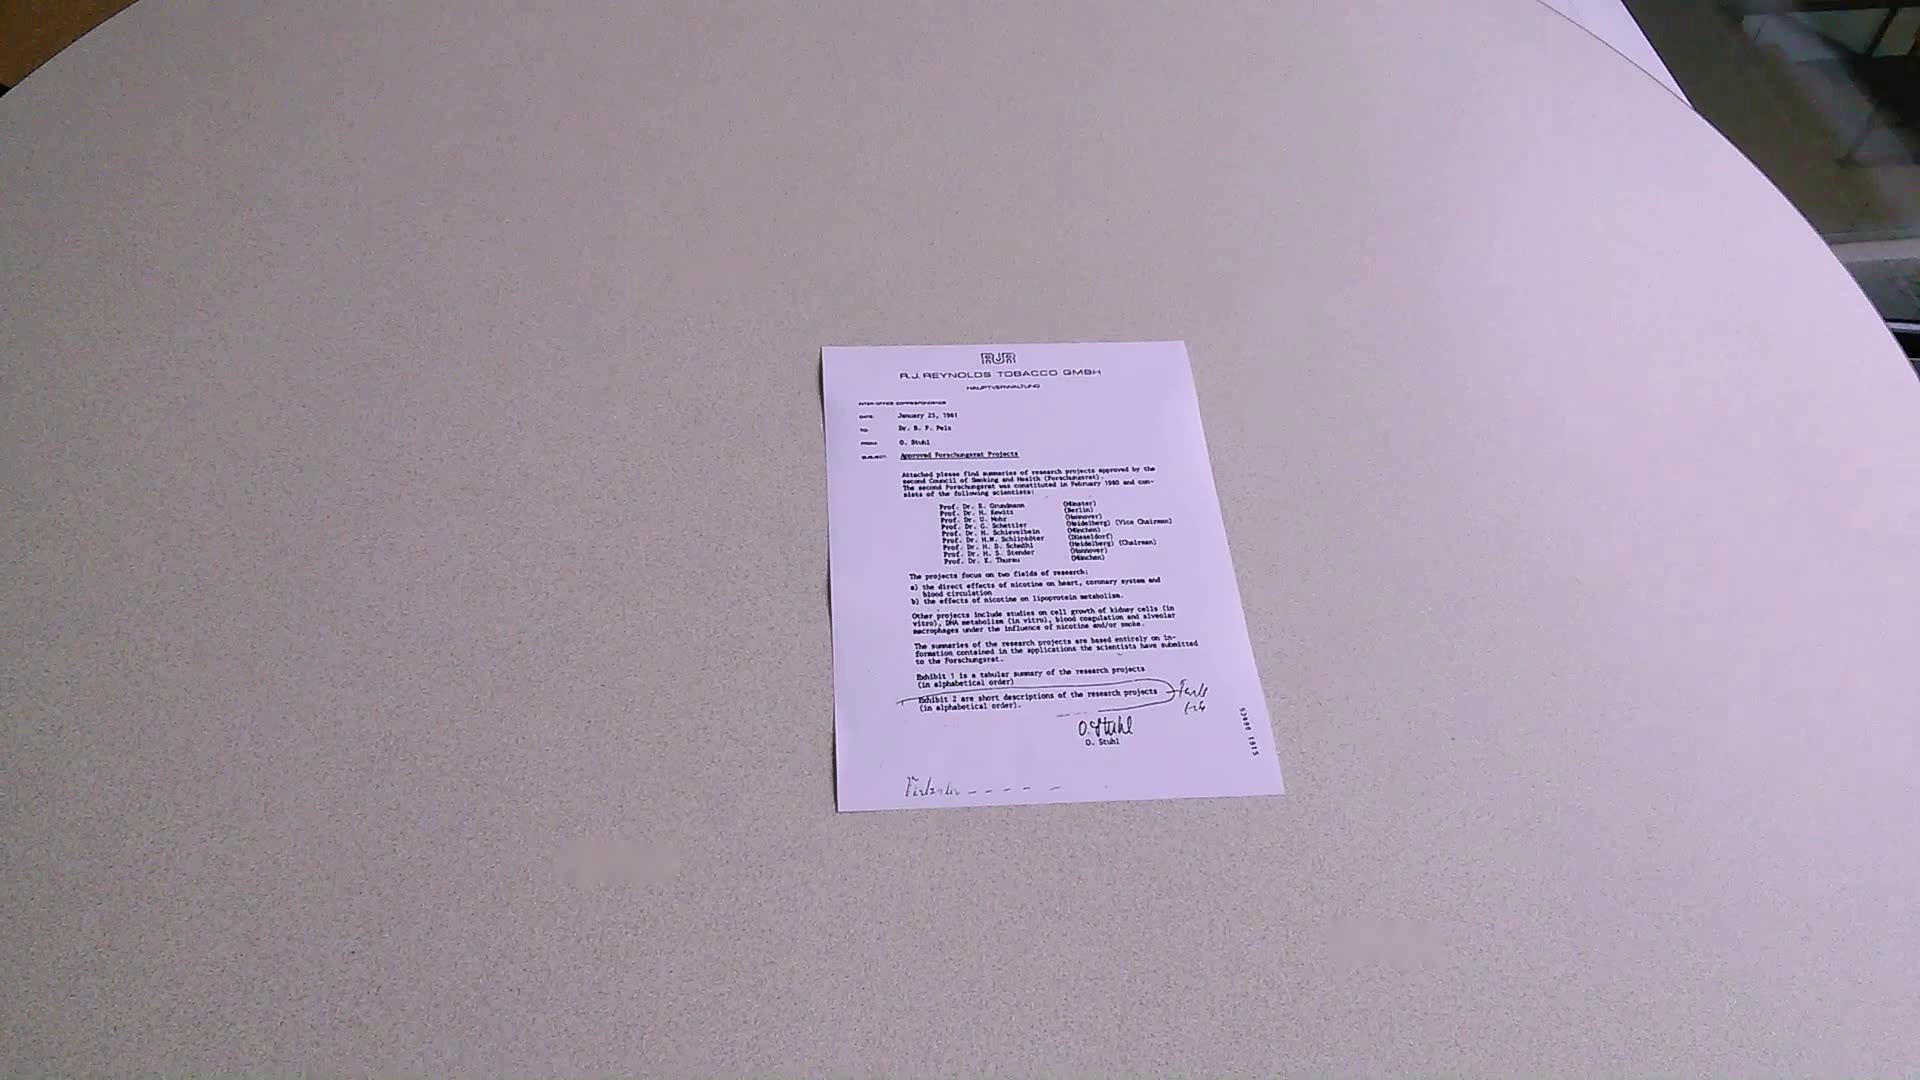 RJR
R.J. REYNOLDS TOBACCO GMBH
HAUPTVERWALTUNG
INTER-OFFICE CORRESPONDENCE
DATE: January 25, 1981
TO: Dr. B. F. Pels
FROM: O. Stuhl
SUBJECT: Approved Forschungsrat Projects
Attached please find summaries of research projects approved by the
second Council of Smoking and Health (Forschungsrat).
The second Forschungsrat was constituted in February 1980 and con-
sists of the following scientists:
Prof. Dr. E. Grundmann (Münster)
Prof. Dr. H. Kewitz (Berlin)
Prof. Dr. U. Mohr (Hannover)
Prof. Dr. G. Schettler (Heidelberg) (Vice Chairman)
Prof. Dr. H. Schievelbein (München)
Prof. Dr. H.W. Schlipköter (Düsseldorf)
Prof. Dr. H. D. Schmähl (Heidelberg) (Chairman)
Prof. Dr. H. S. Stender (Hannover)
Prof. Dr. K. Thurau (München)
The projects focus on two fields of research:
a) the direct effects of nicotine on heart, coronary system and
blood circulation
b) the effects of nicotine on lipoprotein metabolism.
Other projects include studies on cell growth of kidney cells (in
vitro), DNA metabolism (in vitro), blood coagulation and alveolar
macrophages under the influence of nicotine and/or smoke.
The summaries of the research projects are based entirely on in-
formation contained in the applications the scientists have submitted
to the Forschungsrat.
Exhibit 1 is a tabular summary of the research projects
(in alphabetical order)
Exhibit 2 are short descriptions of the research projects
(in alphabetical order).
O. Stuhl
O. Stuhl